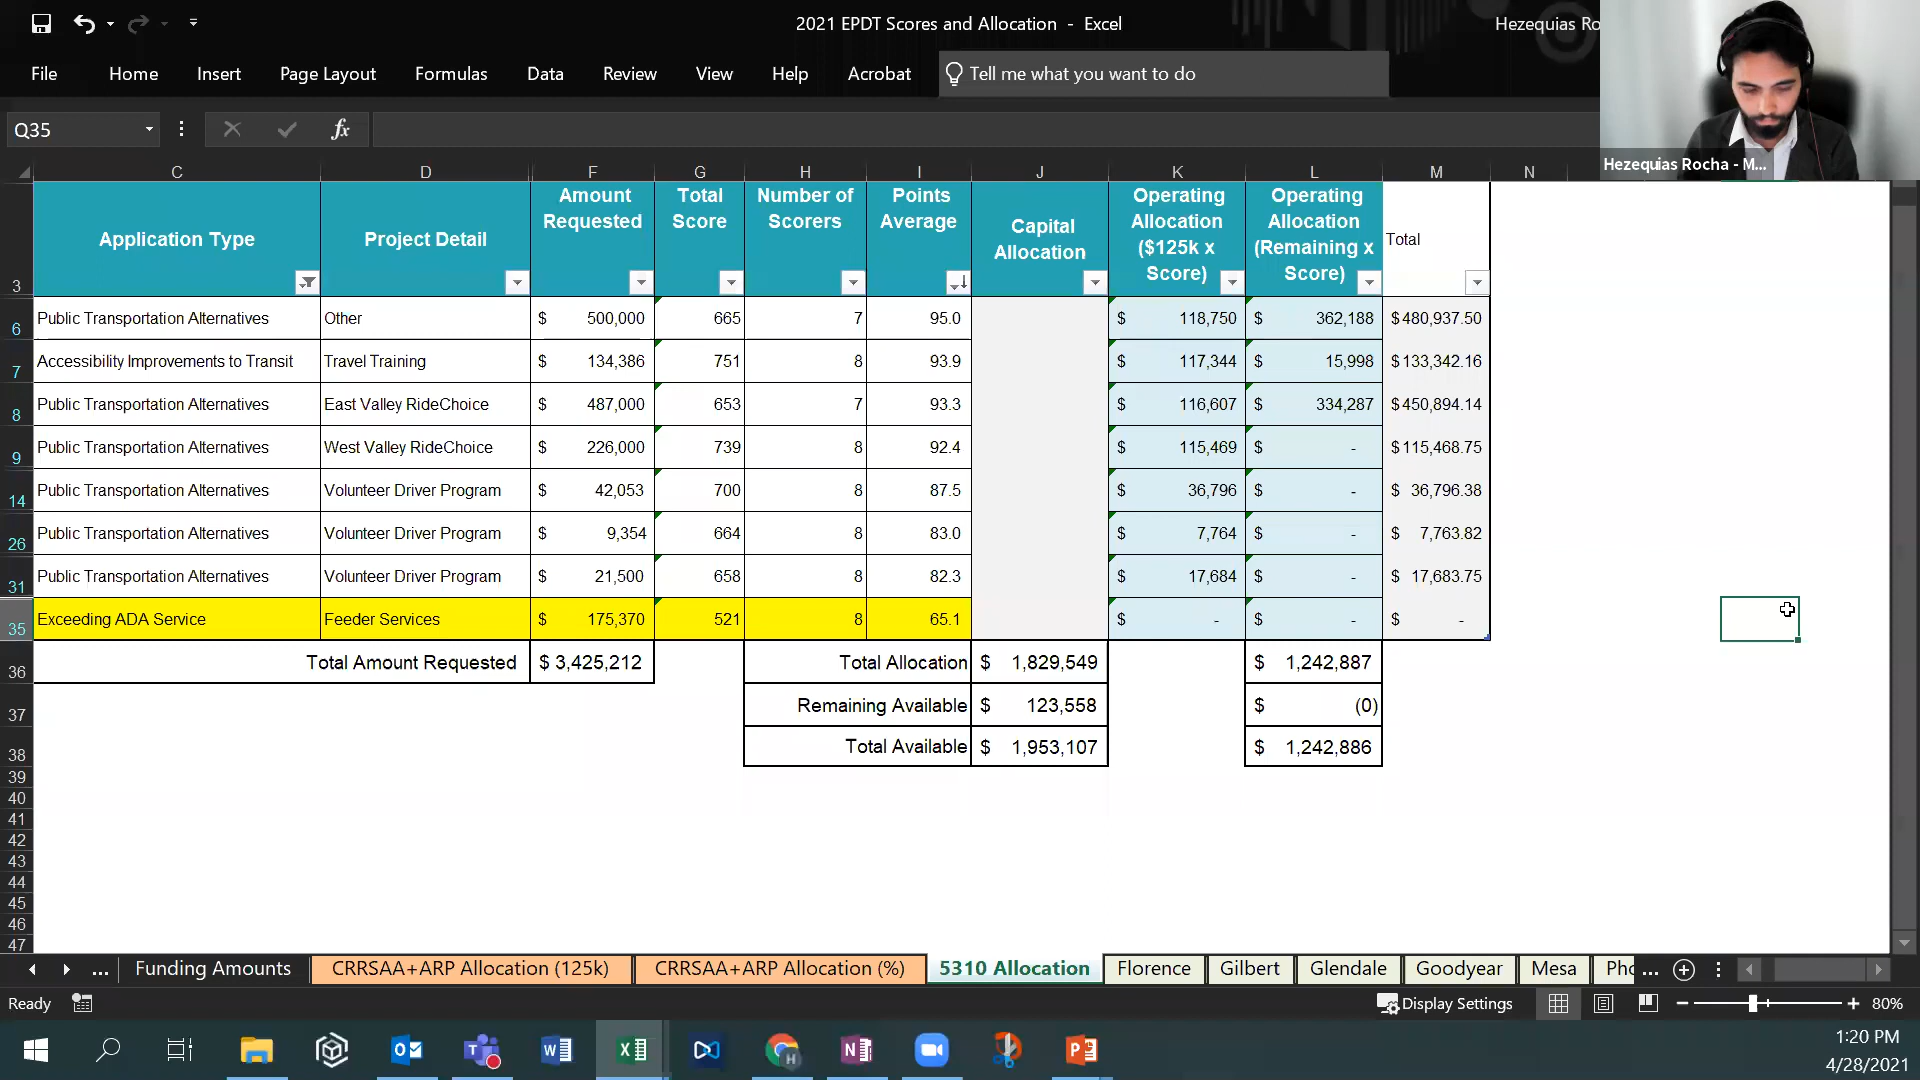 2021 EPDT Scores and Allocation - Excel
Hezequias Ro
File Home Insert Page Layout Formulas Data Review View Help Acrobat Tell me what you want to do
Q35
fx
Hezequias Rocha - M...
C D F G H I J K L M N
3
Application Type
Project Detail
Amount Requested
Total Score
Number of Scorers
Points Average
Capital Allocation
Operating Allocation ($125k x Score)
Operating Allocation (Remaining x Score)
Total
6 Public Transportation Alternatives Other $ 500,000 665 7 95.0 $ 118,750 $ 362,188 $480,937.50
7 Accessibility Improvements to Transit Travel Training $ 134,386 751 8 93.9 $ 117,344 $ 15,998 $133,342.16
8 Public Transportation Alternatives East Valley RideChoice $ 487,000 653 7 93.3 $ 116,607 $ 334,287 $450,894.14
9 Public Transportation Alternatives West Valley RideChoice $ 226,000 739 8 92.4 $ 115,469 $ - $115,468.75
14 Public Transportation Alternatives Volunteer Driver Program $ 42,053 700 8 87.5 $ 36,796 $ - $ 36,796.38
26 Public Transportation Alternatives Volunteer Driver Program $ 9,354 664 8 83.0 $ 7,764 $ - $ 7,763.82
31 Public Transportation Alternatives Volunteer Driver Program $ 21,500 658 8 82.3 $ 17,684 $ - $ 17,683.75
35 Exceeding ADA Service Feeder Services $ 175,370 521 8 65.1 $ - $ - $ -
36 Total Amount Requested $ 3,425,212 Total Allocation $ 1,829,549 $ 1,242,887
37 Remaining Available $ 123,558 $ (0)
38 Total Available $ 1,953,107 $ 1,242,886
39
40
41
42
43
44
45
46
47
... Funding Amounts CRRSAA+ARP Allocation (125k) CRRSAA+ARP Allocation (%) 5310 Allocation Florence Gilbert Glendale Goodyear Mesa Pho ...
Ready Display Settings 80%
1:20 PM
4/28/2021